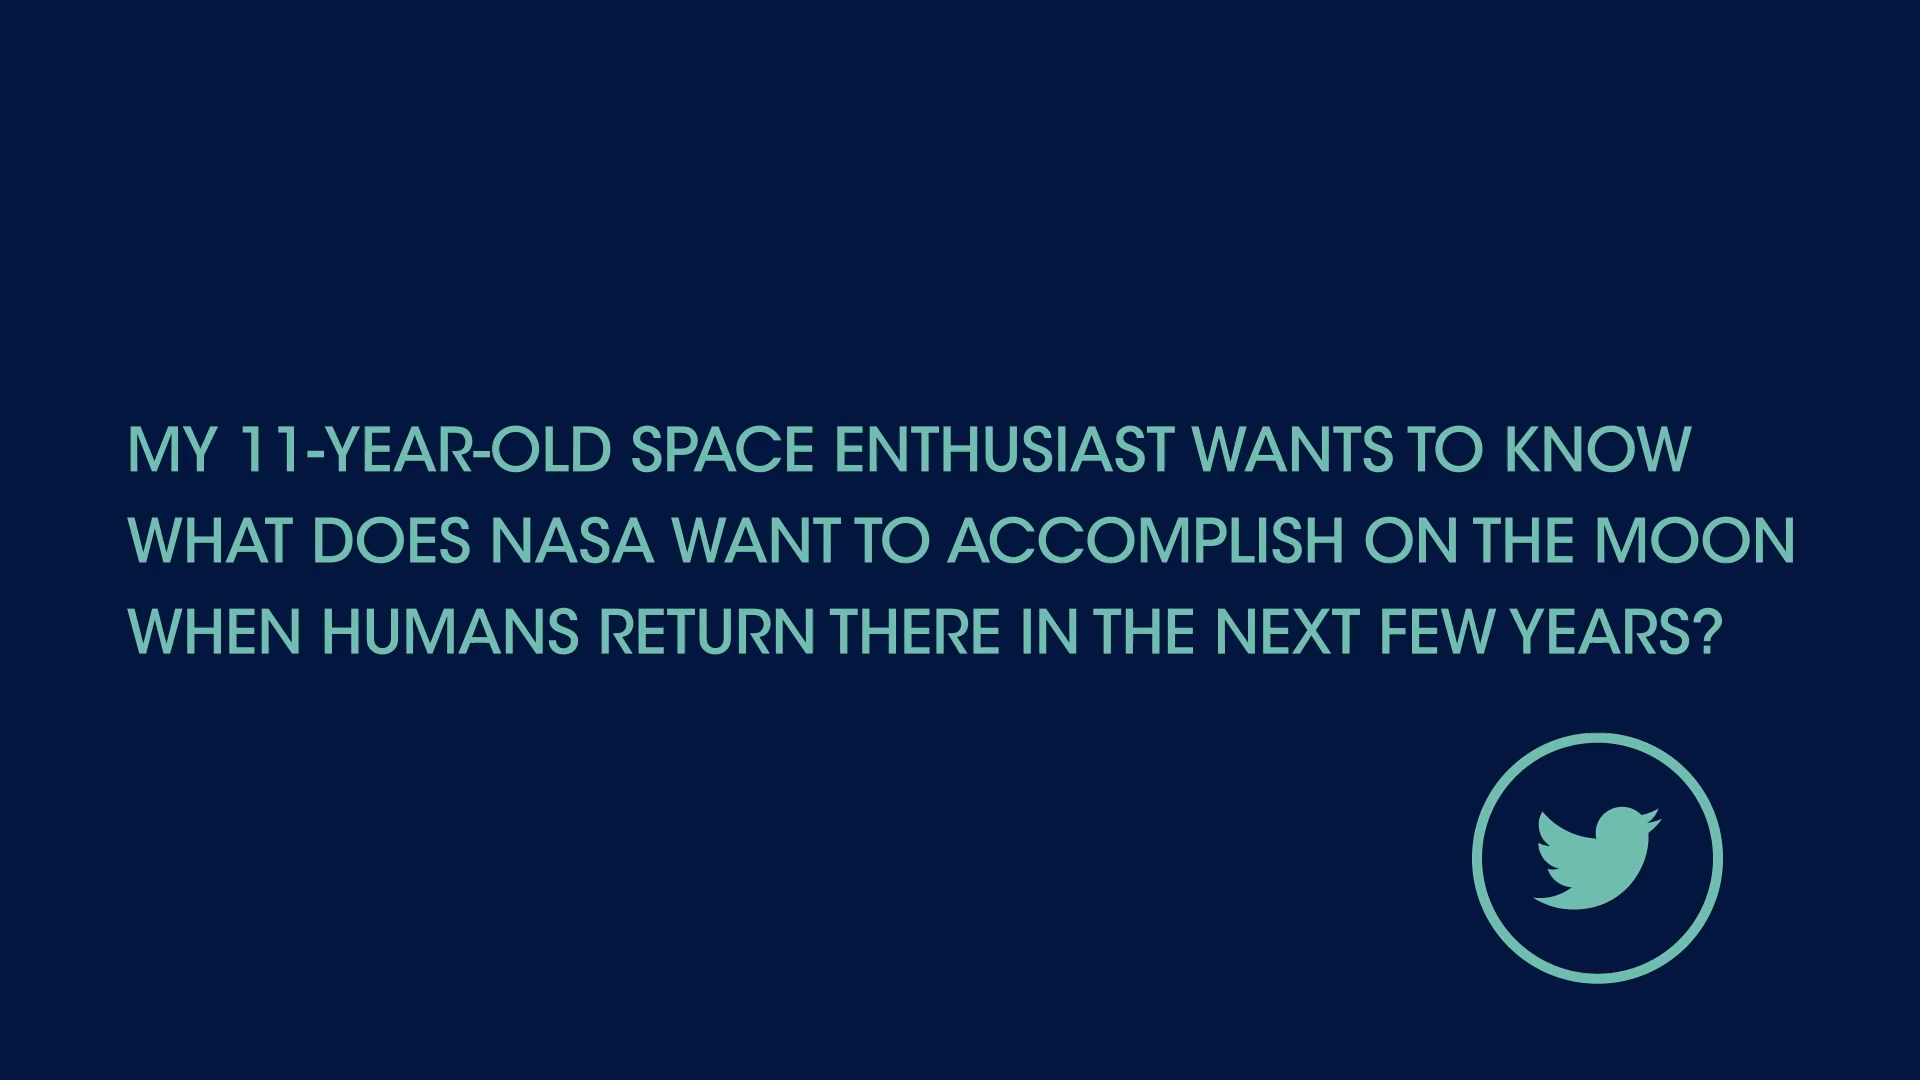 MY 11-YEAR-OLD SPACE ENTHUSIAST WANTS TO KNOW
WHAT DOES NASA WANT TO ACCOMPLISH ON THE MOON
WHEN HUMANS RETURN THERE IN THE NEXT FEW YEARS?